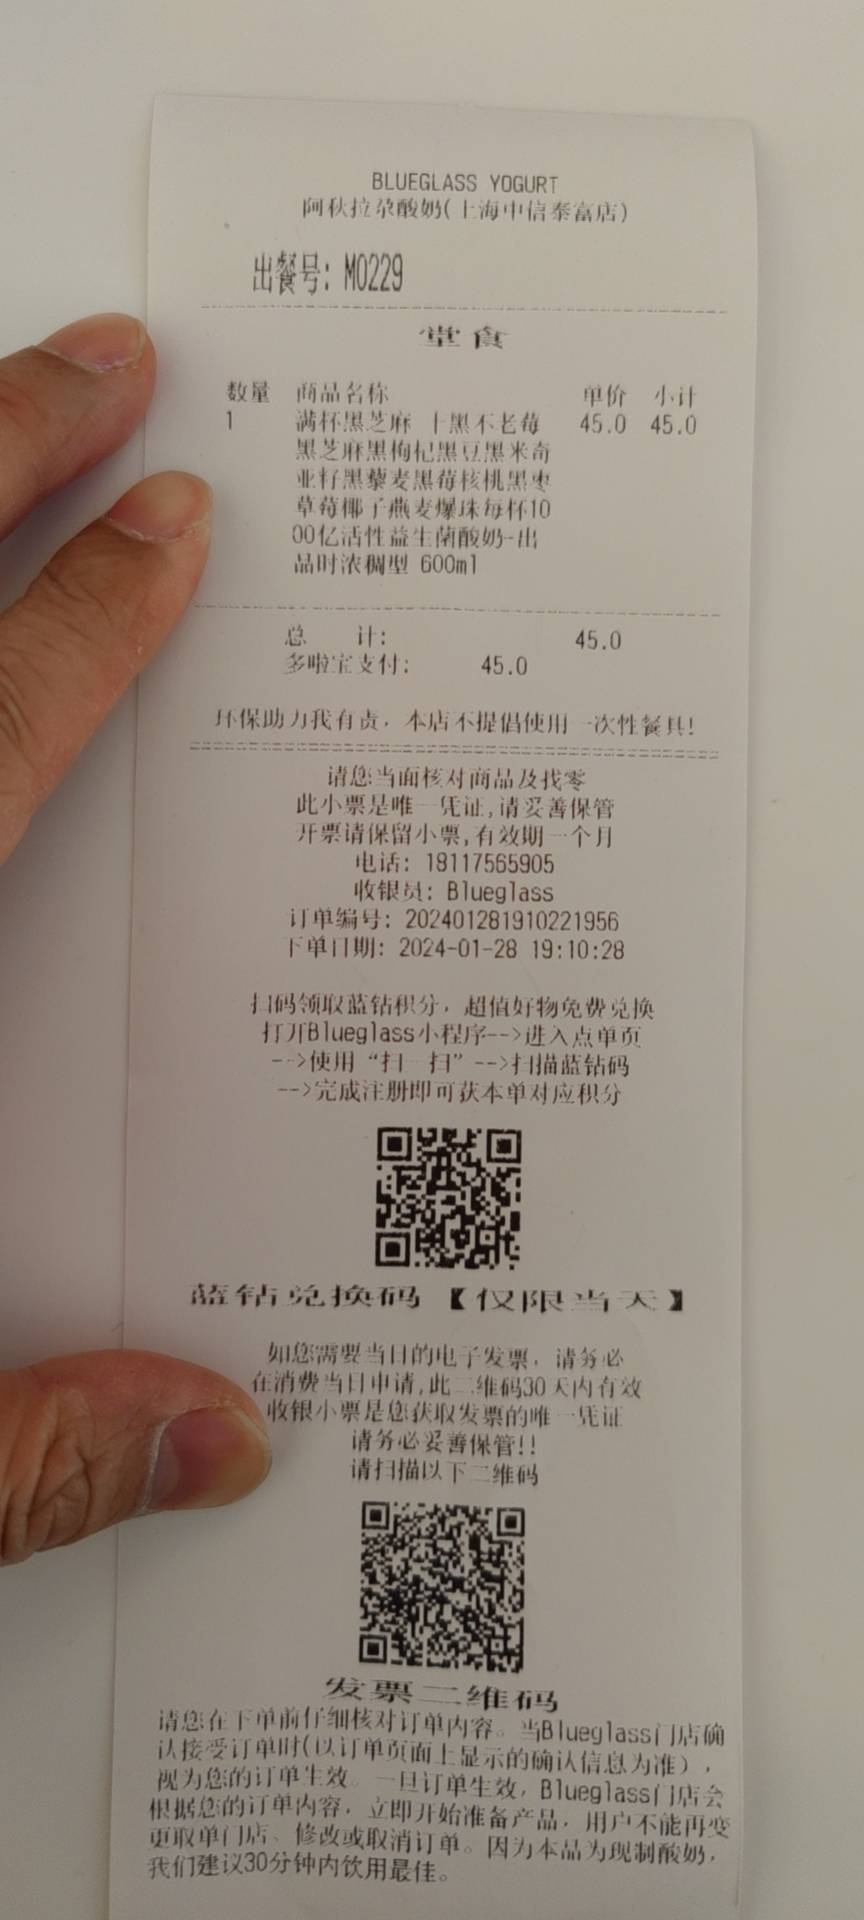 BLUEGLASS YOGURT
阿秋拉尕酸奶(上海中信泰富店)
出餐号: M0229
堂食
数量 商品名称 单价 小计
1 满杯黑芝麻 十黑不老莓 45.0 45.0
黑芝麻黑枸杞黑豆黑米奇
亚籽黑藜麦黑莓核桃黑枣
草莓椰子燕麦爆珠每杯10
00亿活性益生菌酸奶-出
品时浓稠型 600ml
总 计: 45.0
多啦宝支付: 45.0
环保助力我有责，本店不提倡使用一次性餐具!
请您当面核对商品及找零
此小票是唯一凭证,请妥善保管
开票请保留小票,有效期一个月
电话: 18117565905
收银员: Blueglass
订单编号: 202401281910221956
下单日期: 2024-01-28 19:10:28
扫码领取蓝钻积分，超值好物免费兑换
打开Blueglass小程序-->进入点单页
-->使用“扫一扫”-->扫描蓝钻码
-->完成注册即可获本单对应积分
蓝钻兑换码【仅限当天】
如您需要当日的电子发票，请务必
在消费当日申请,此二维码30天内有效
收银小票是您获取发票的唯一凭证
请务必妥善保管!!
请扫描以下二维码
发票二维码
请您在下单前仔细核对订单内容。当Blueglass门店确
认接受订单时(以订单页面上显示的确认信息为准)，
视为您的订单生效。一旦订单生效，Blueglass门店会
根据您的订单内容，立即开始准备产品，用户不能再变
更取单门店、修改或取消订单。因为本品为现制酸奶，
我们建议30分钟内饮用最佳。